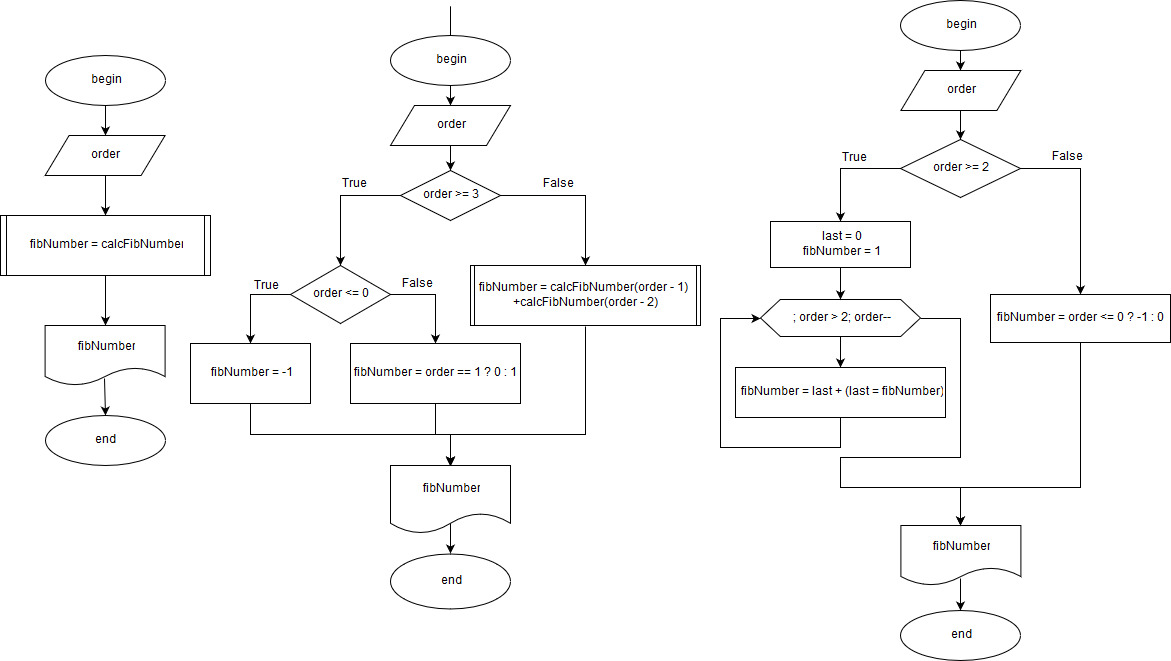 begin
order
fibNumber = calcFibNumber
fibNumber
end
begin
order
order >= 3
True
False
order <= 0
True
False
fibNumber = -1
fibNumber = order == 1 ? 0 : 1
fibNumber = calcFibNumber(order - 1)
+calcFibNumber(order - 2)
fibNumber
end
begin
order
order >= 2
True
False
last = 0
fibNumber = 1
; order > 2; order--
fibNumber = last + (last = fibNumber)
fibNumber = order <= 0 ? -1 : 0
fibNumber
end